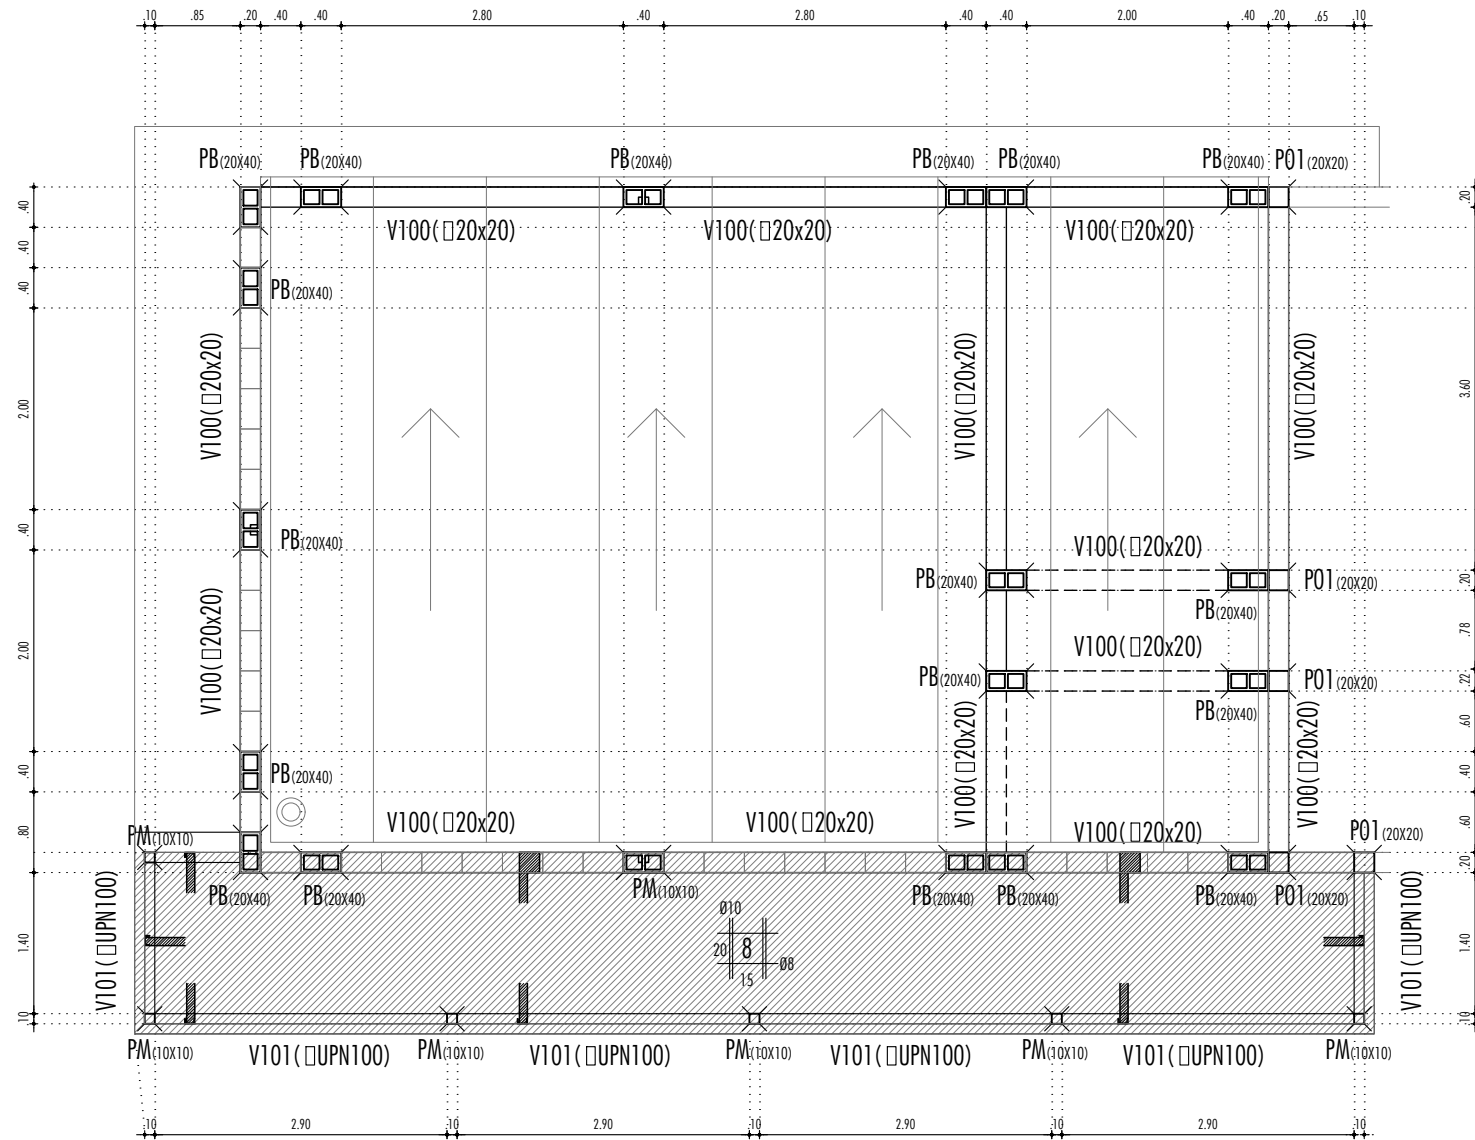 .10 .85 .20 .40 .40 2.80 .40 2.80 .40 .40 2.00 .40 .20 .65 .10
PB(20X40) PB(20X40) PB(20X40) PB(20X40) PB(20X40) PB(20X40) P01(20X20)
.40 .20
V100(▯20x20) V100(▯20x20) V100(▯20x20)
.40
.40 PB(20X40)
V100(▯20x20) V100(▯20x20) V100(▯20x20)
2.00 3.60
.40 PB(20X40) V100(▯20x20)
PB(20X40) P01(20X20) .20
PB(20X40)
V100(▯20x20) 2.00 V100(▯20x20) .78
PB(20X40) P01(20X20) .22
PB(20X40)
V100(▯20x20) V100(▯20x20) .60
.40 PB(20X40) .40
.80 PM(10X10) V100(▯20x20) V100(▯20x20) V100(▯20x20) P01(20X20) .60
.20
PB(20X40) PB(20X40) PM(10X10) PB(20X40) PB(20X40) PB(20X40) P01(20X20)
V101(▯UPN100) V101(▯UPN100)
Ø10
1.40 20 8 Ø8 1.40
15
.10 .10
PM(10X10) V101(▯UPN100) PM(10X10) V101(▯UPN100) PM(10X10) V101(▯UPN100) PM(10X10) V101(▯UPN100) PM(10X10)
.10 2.90 .10 2.90 .10 2.90 .10 2.90 .10